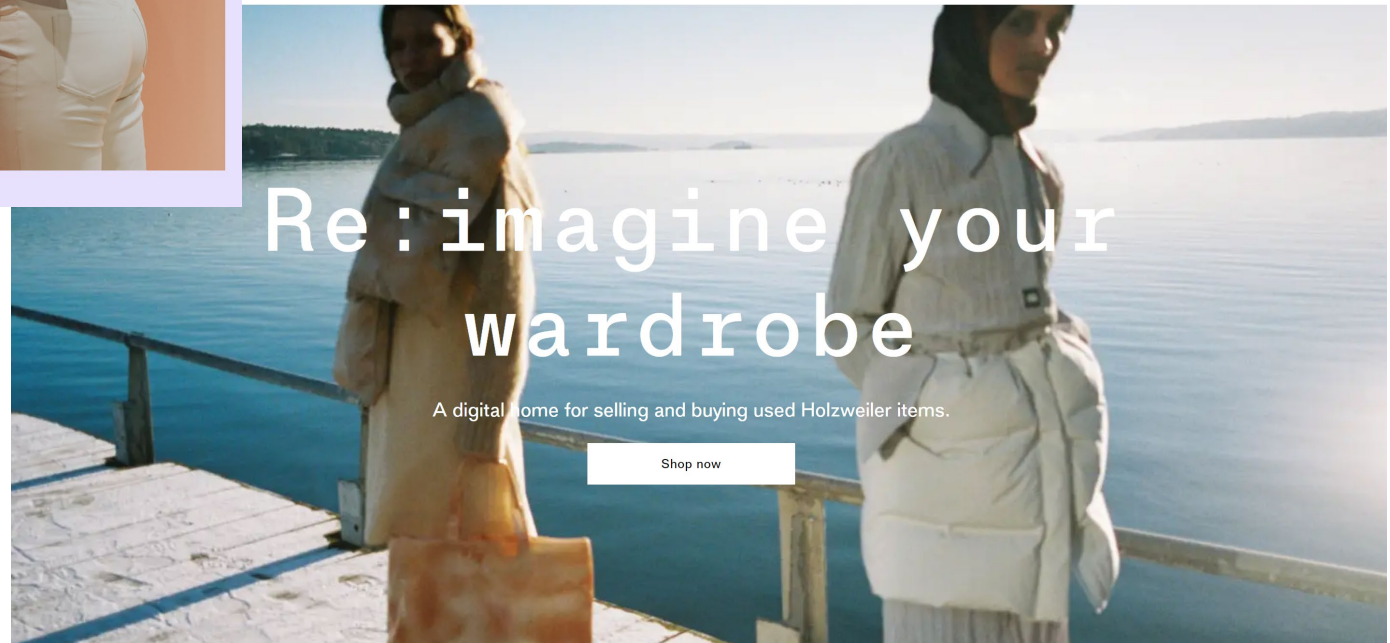 Re:imagine your
wardrobe
A digital home for selling and buying used Holzweiler items.
Shop now